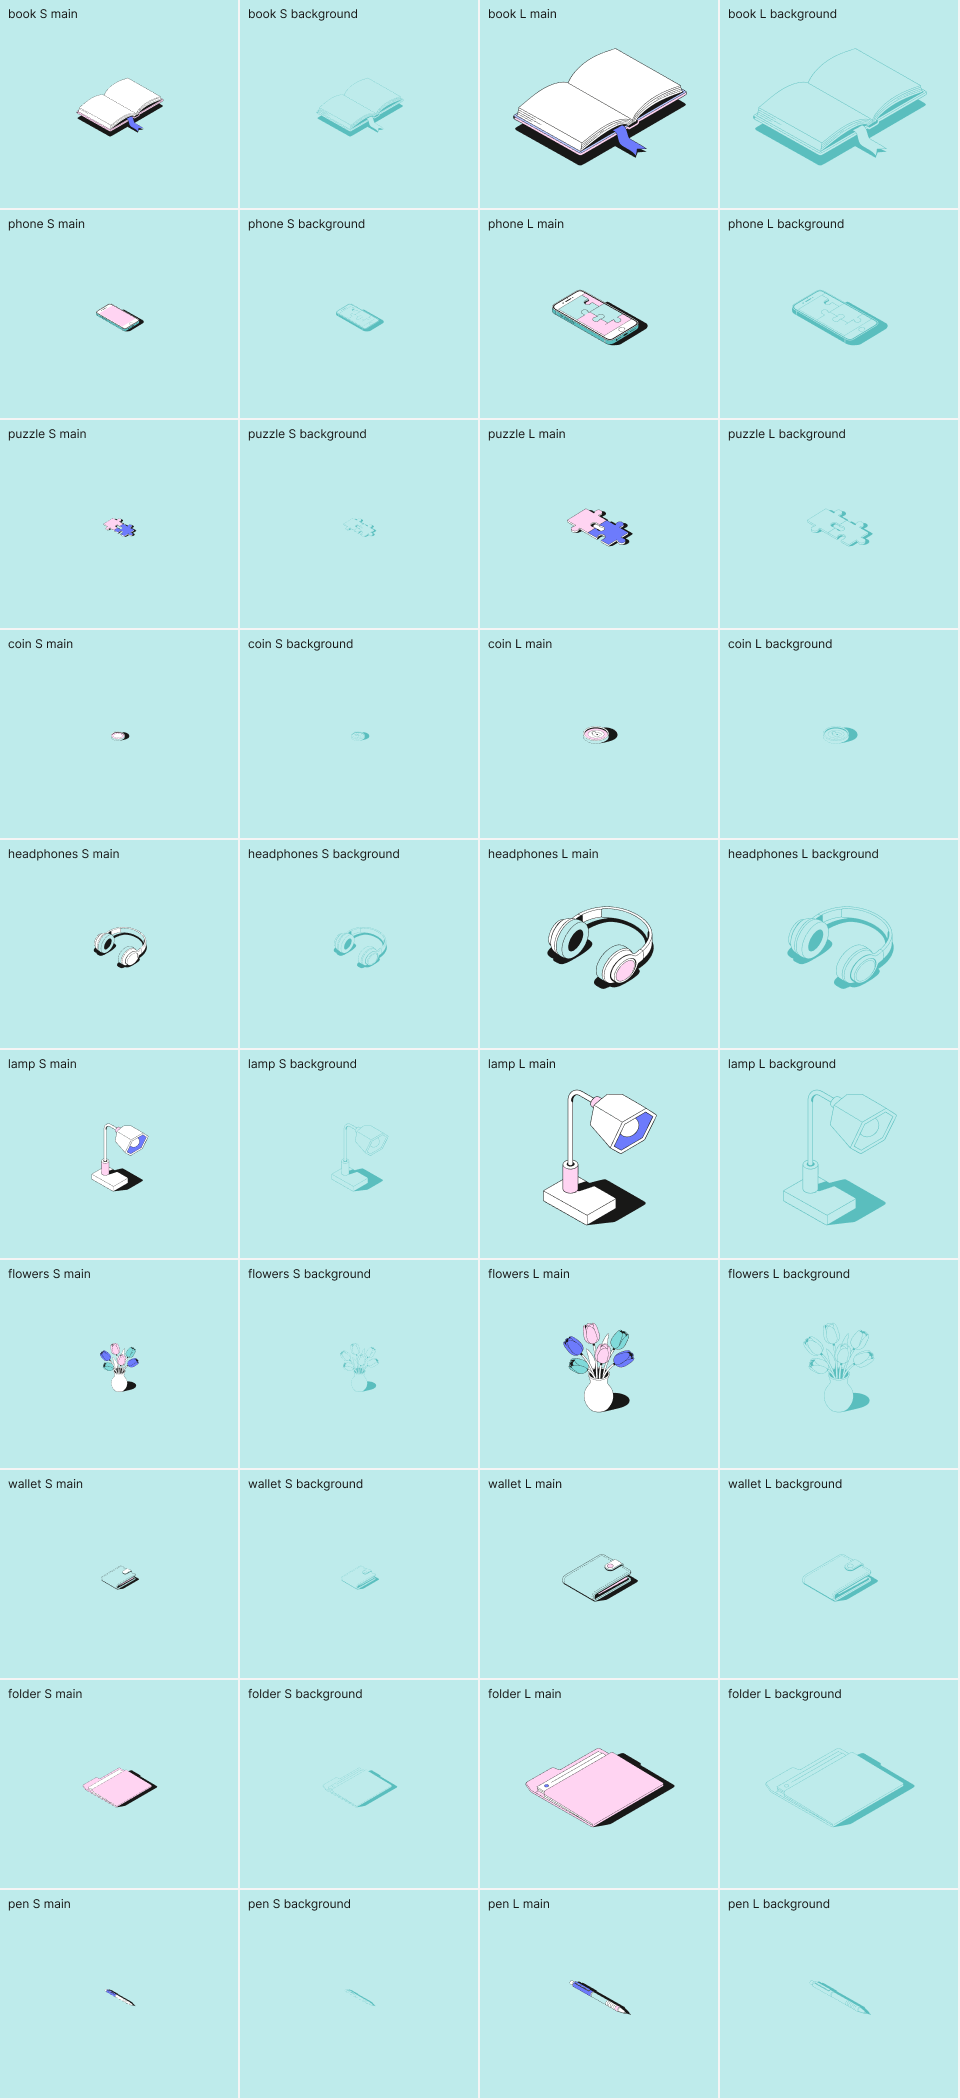 book S main
book S background
book L main
book L background
phone S main
phone S background
phone L main
phone L background
puzzle S main
puzzle S background
puzzle L main
puzzle L background
coin S main
coin S background
coin L main
coin L background
headphones S main
headphones S background
headphones L main
headphones L background
lamp S main
lamp S background
lamp L main
lamp L background
flowers S main
flowers S background
flowers L main
flowers L background
wallet S main
wallet S background
wallet L main
wallet L background
folder S main
folder S background
folder L main
folder L background
pen S main
pen S background
pen L main
pen L background